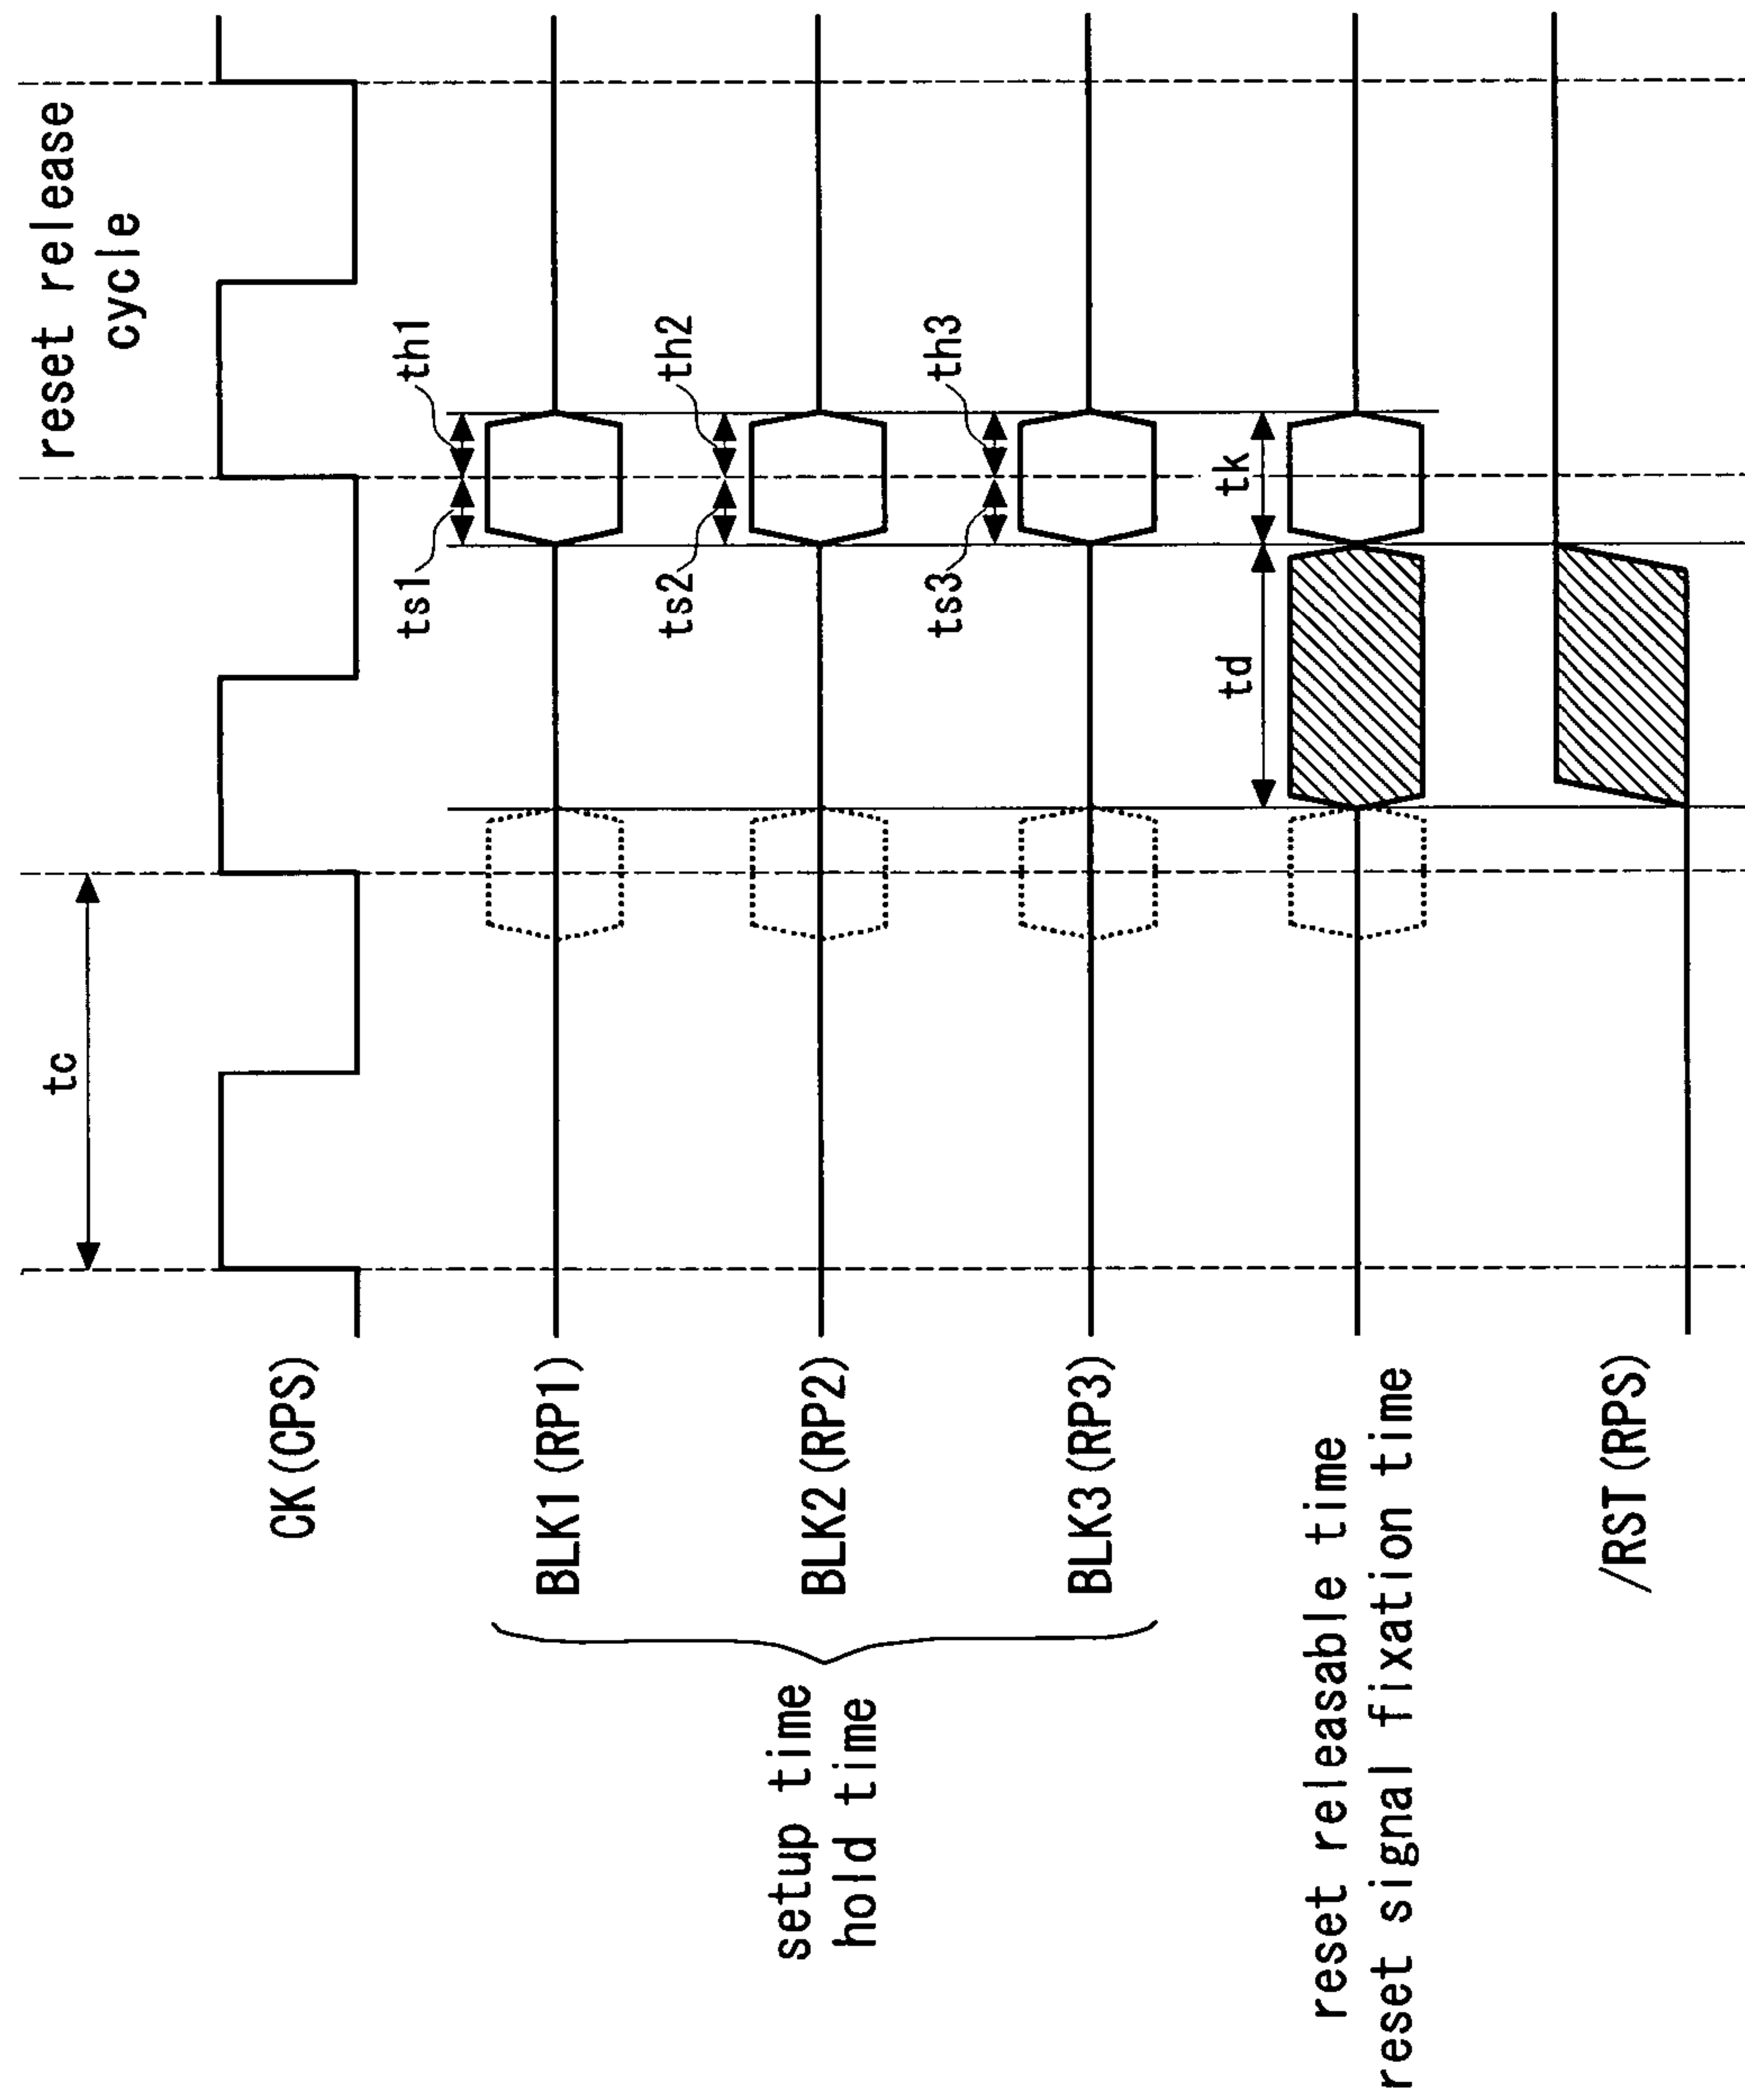 reset release
cycle
tc
CK(CPS)
th1
ts1
BLK1(RP1)
th2
ts2
BLK2(RP2)
setup time
hold time
th3
ts3
BLK3(RP3)
td
tk
reset releasable time
reset signal fixation time
/RST(RPS)